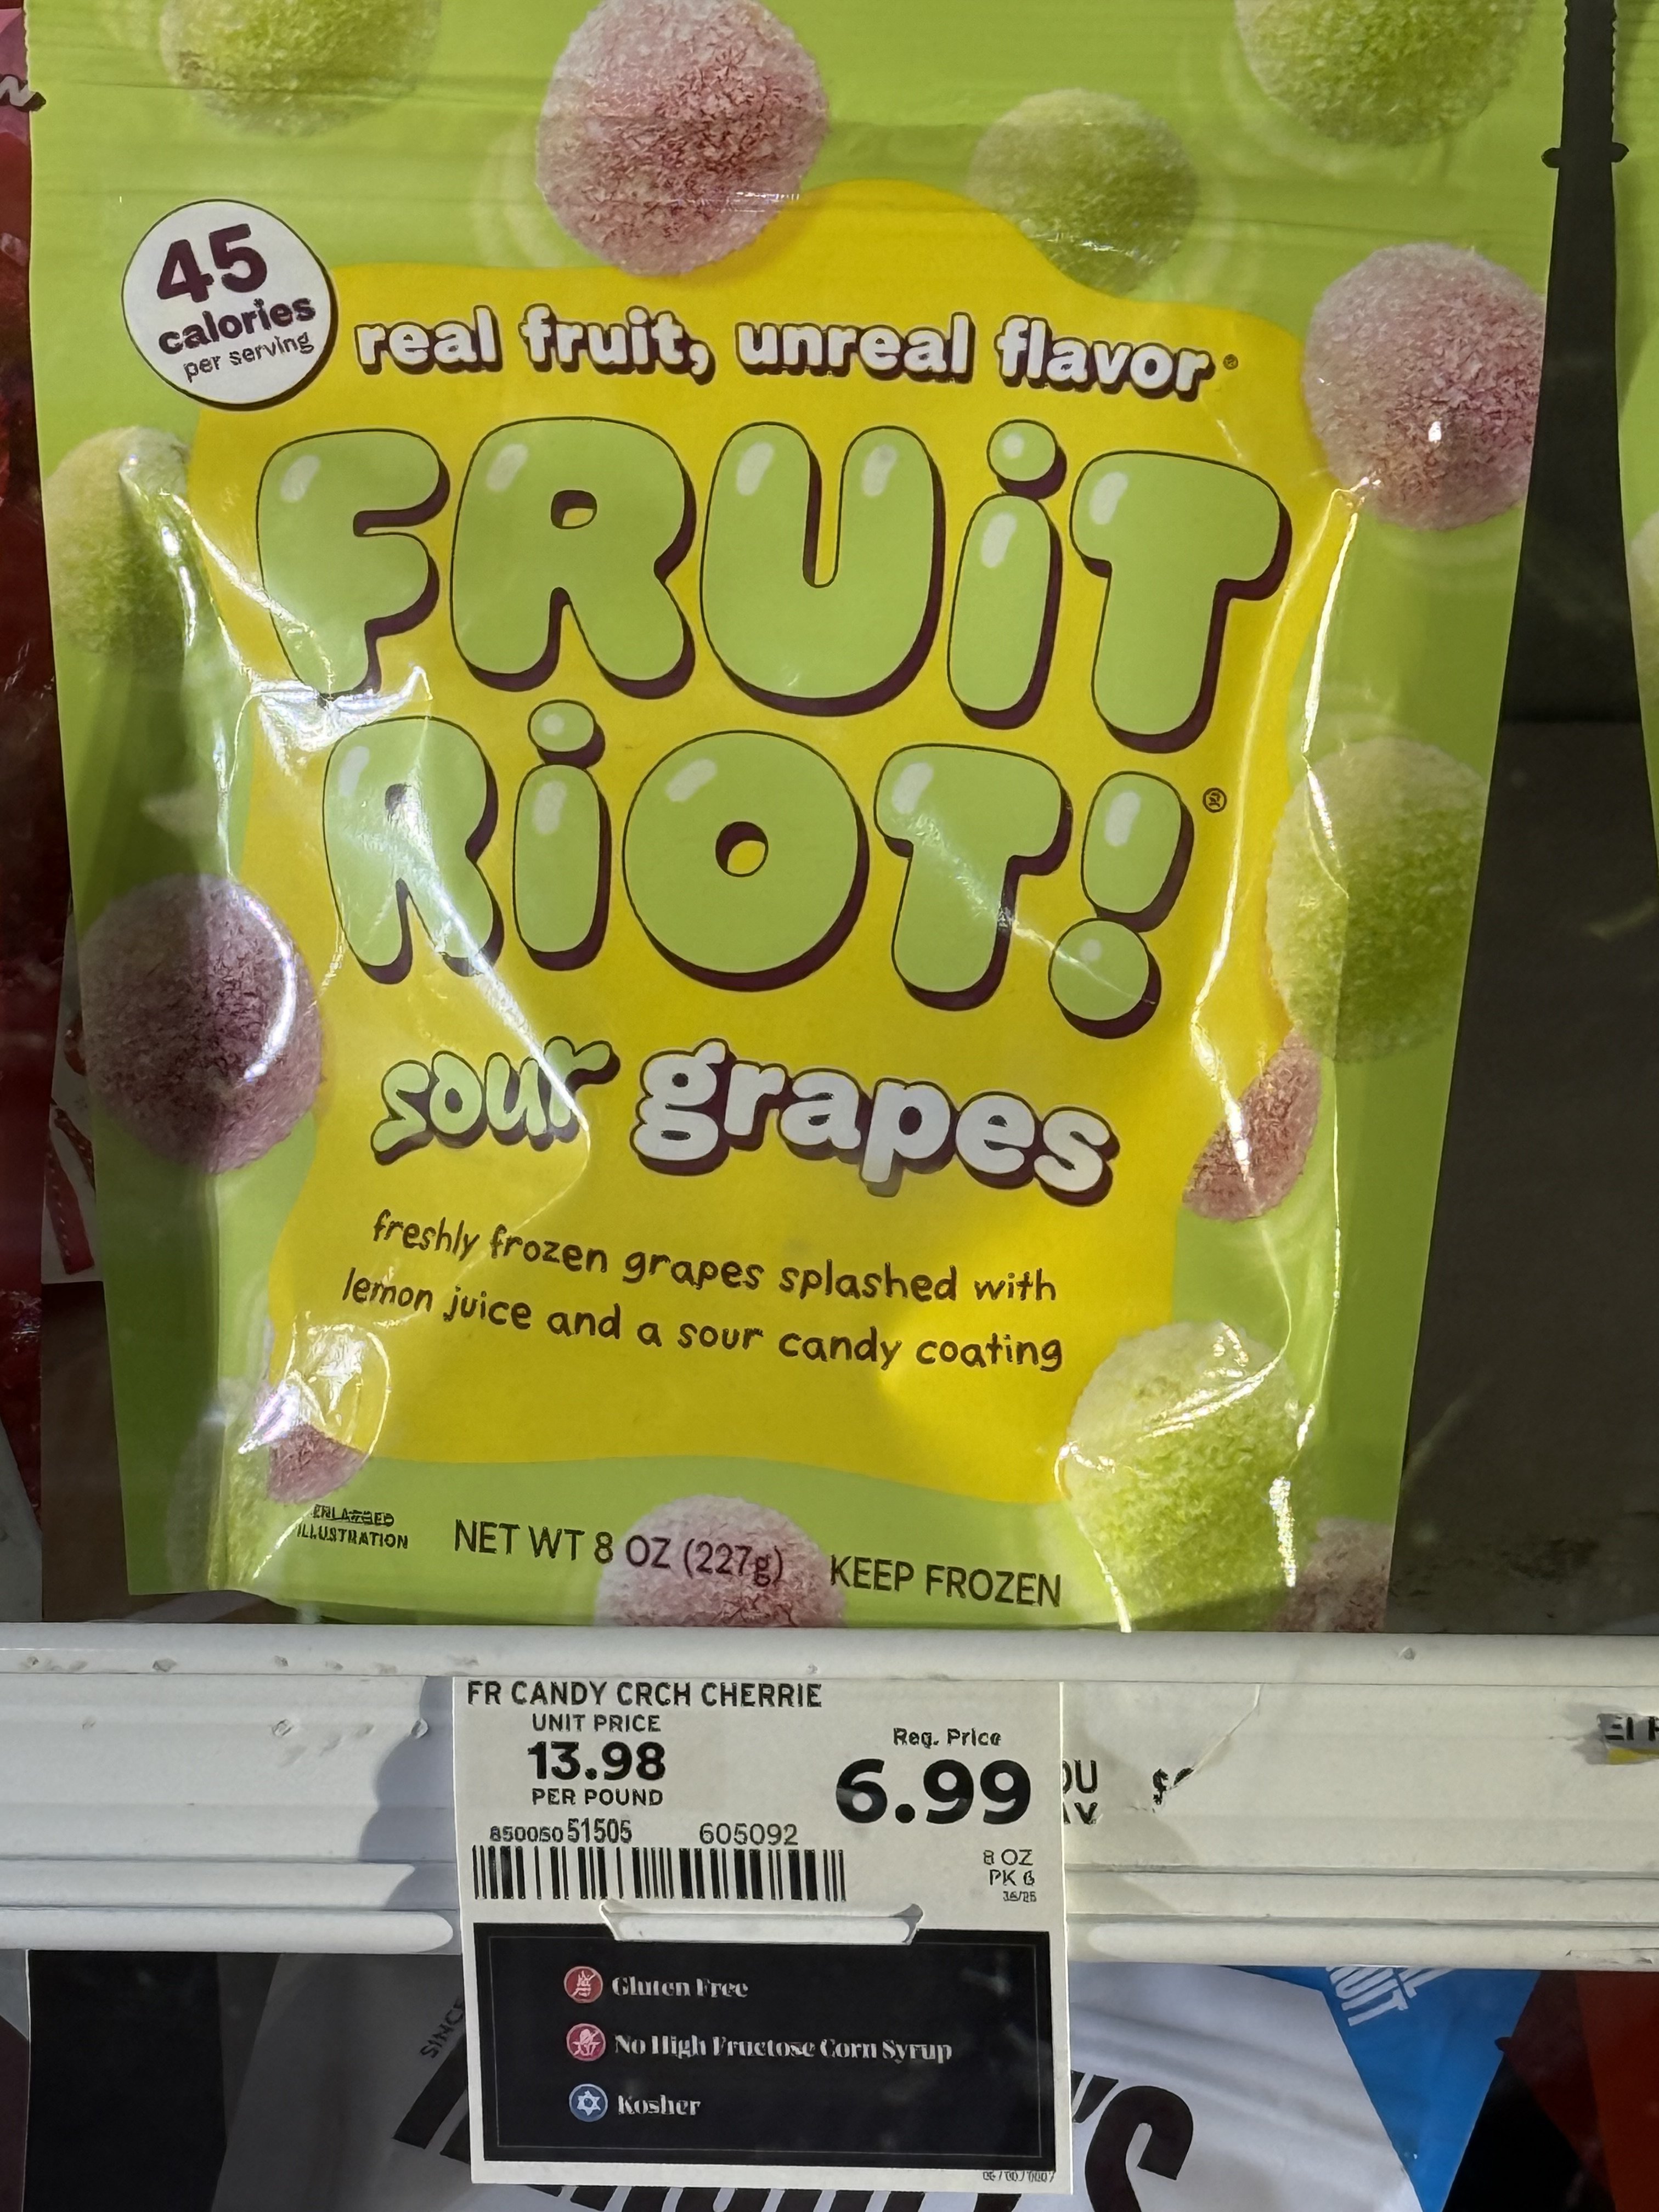 45
calories
per serving
real fruit, unreal flavor®
FRUiT
RiOT!®
sour grapes
freshly frozen grapes splashed with
lemon juice and a sour candy coating
ENLARGED
ILLUSTRATION
NET WT 8 OZ (227g) KEEP FROZEN
FR CANDY CRCH CHERRIE
UNIT PRICE
13.98
PER POUND
Reg. Price
6.99
85005051505 605092
8 OZ
PK 6
Gluten Free
No High Fructose Corn Syrup
Kosher
SINCE